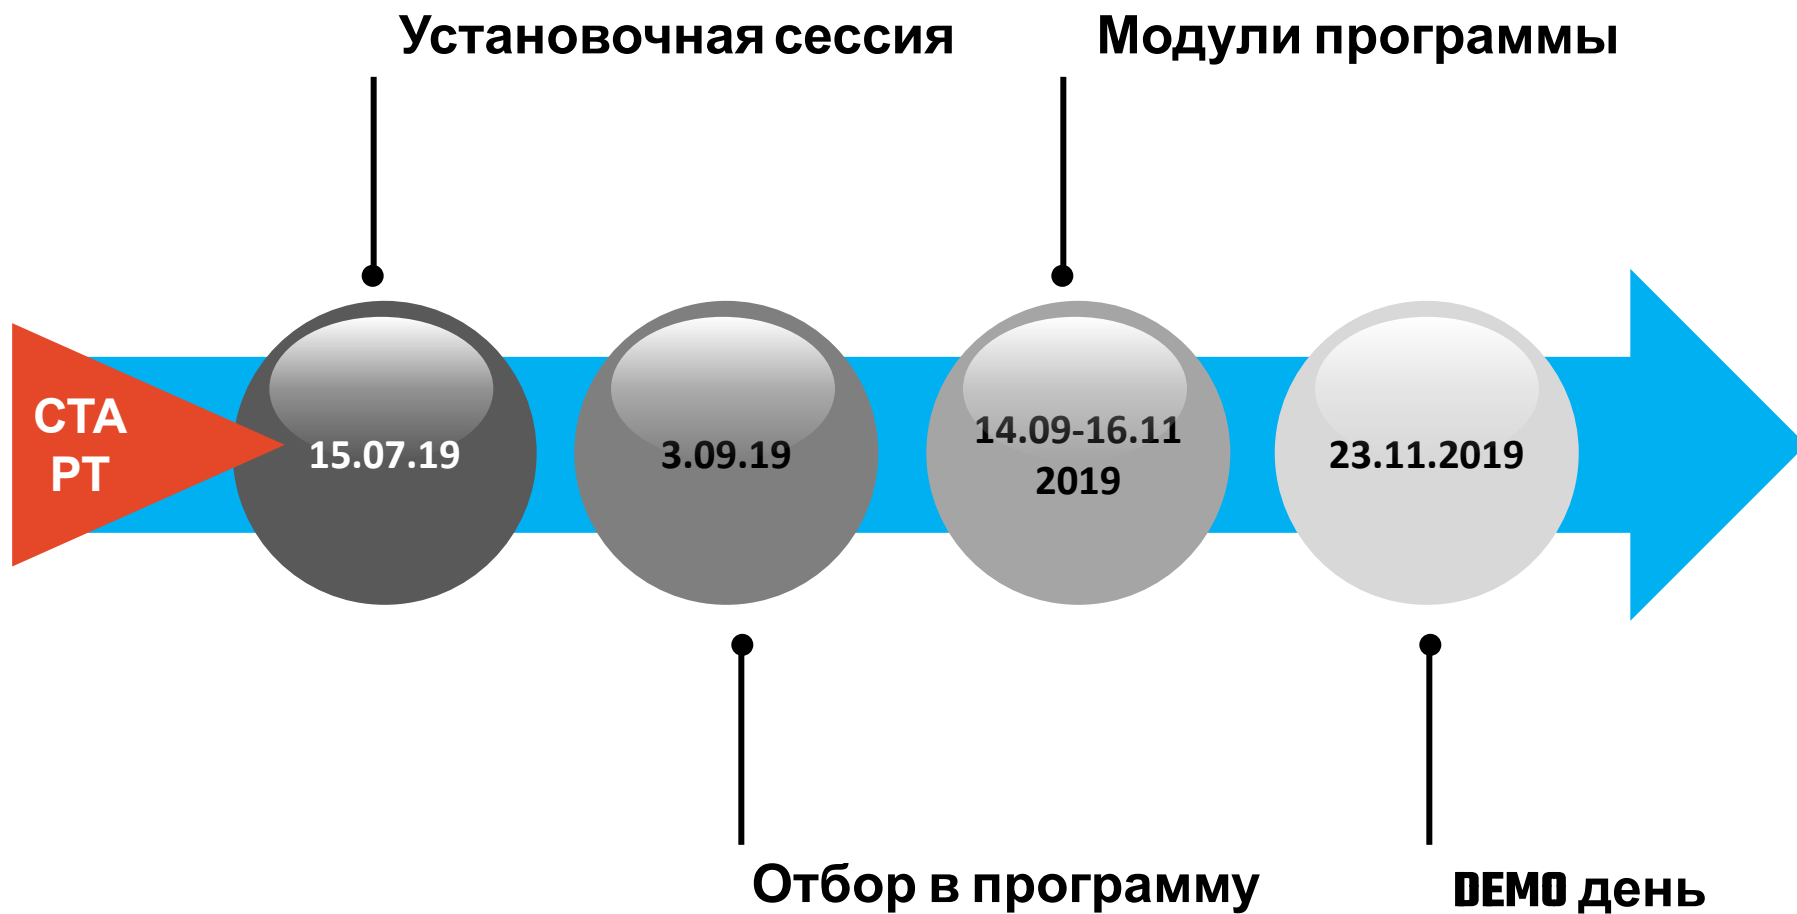 Установочная сессия
Модули программы
СТА
РТ
15.07.19
3.09.19
14.09-16.11
2019
23.11.2019
Отбор в программу
DEMO день